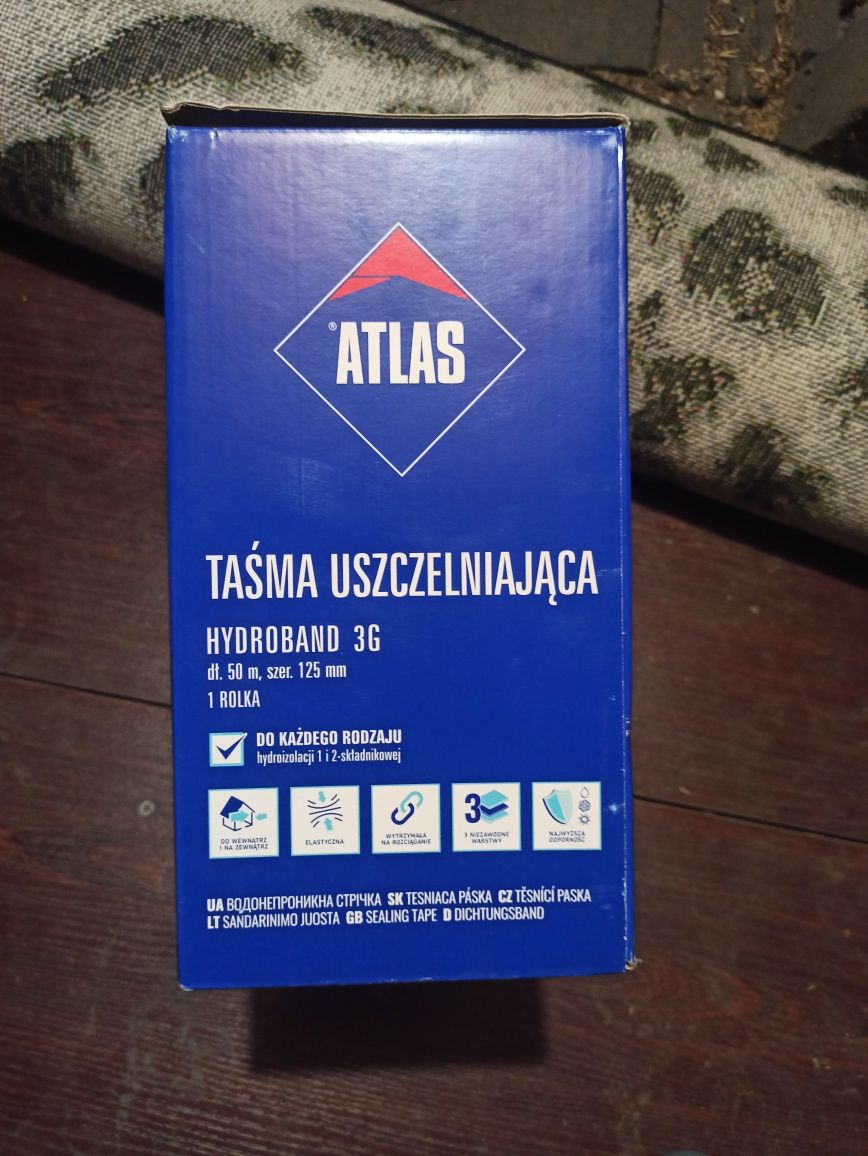 ® ATLAS
TAŚMA USZCZELNIAJĄCA
HYDROBAND 3G
dł. 50 m, szer. 125 mm
1 ROLKA
DO KAŻDEGO RODZAJU
hydroizolacji 1 i 2-składnikowej
DO WEWNĄTRZ
I NA ZEWNĄTRZ
ELASTYCZNA
WYTRZYMAŁA
NA ROZCIĄGANIE
3
3 NIEZAWODNE
WARSTWY
NAJWYŻSZA
ODPORNOŚĆ
UA ВОДОНЕПРОНИКНА СТРІЧКА SK TESNIACA PÁSKA CZ TĚSNÍCÍ PASKA
LT SANDARINIMO JUOSTA GB SEALING TAPE D DICHTUNGSBAND